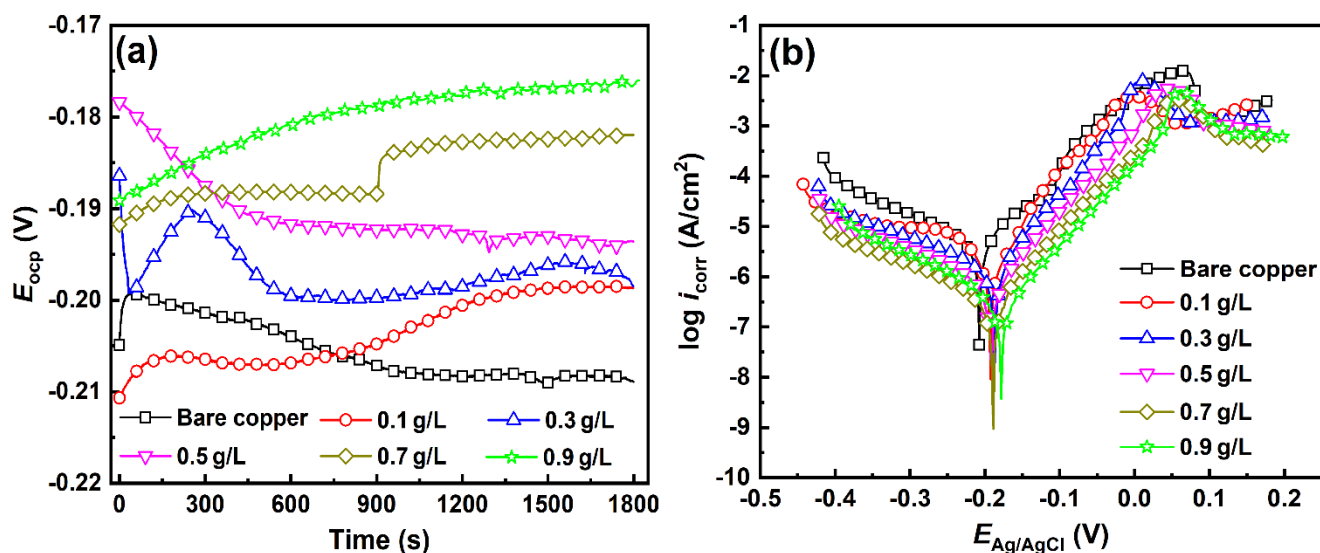 (a)
-0.17
-0.18
-0.19
-0.20
-0.21
-0.22
Eocp (V)
0 300 600 900 1200 1500 1800
Time (s)
Bare copper 0.1 g/L 0.3 g/L
0.5 g/L 0.7 g/L 0.9 g/L
(b)
-1
-2
-3
-4
-5
-6
-7
-8
-9
-10
log icorr (A/cm2)
-0.5 -0.4 -0.3 -0.2 -0.1 0.0 0.1 0.2
EAg/AgCl (V)
Bare copper
0.1 g/L
0.3 g/L
0.5 g/L
0.7 g/L
0.9 g/L